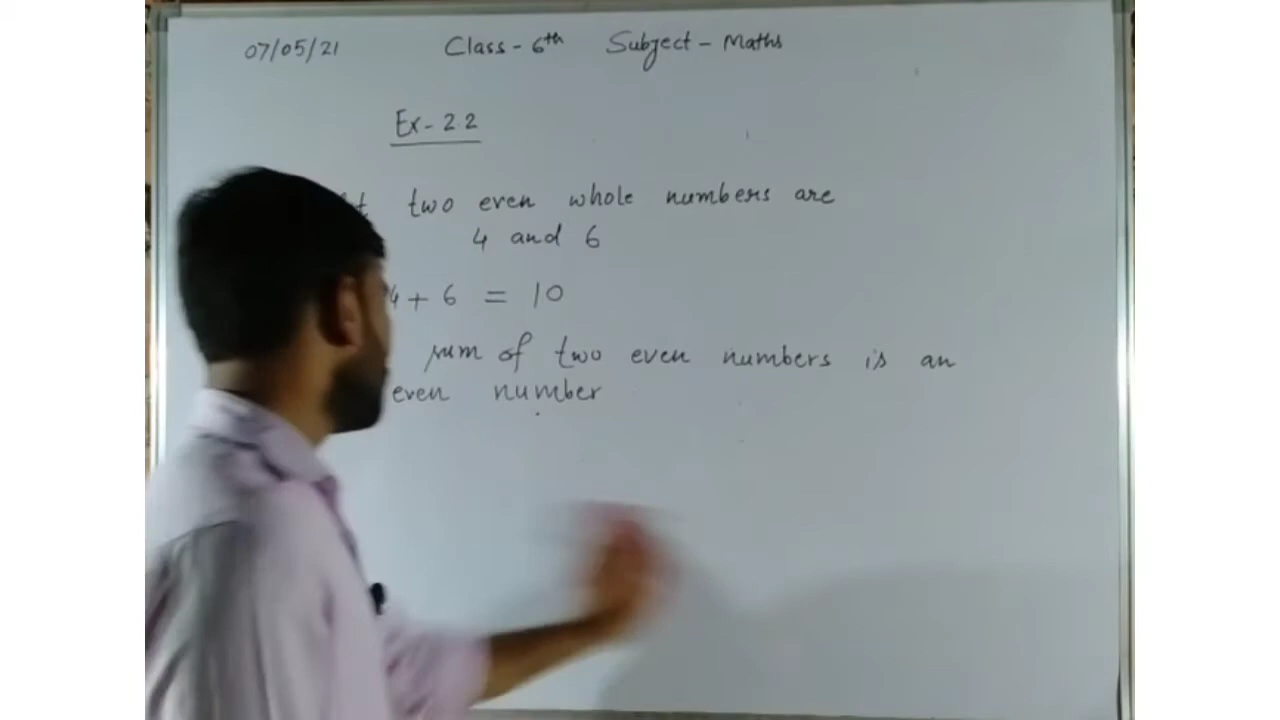 07/05/21 Class - 6th Subject - Maths
Ex - 2.2
two even whole numbers are
4 and 6
4 + 6 = 10
sum of two even numbers is an
even number